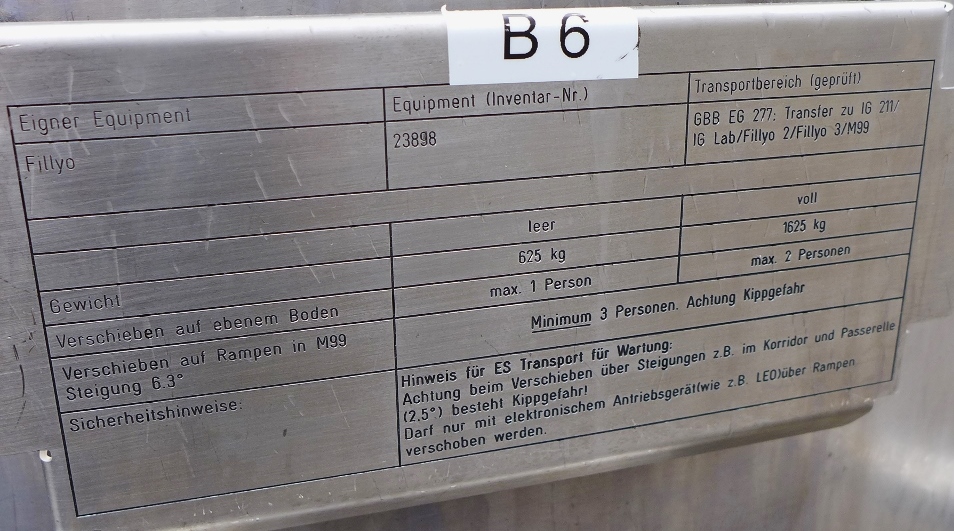 B 6
Eigner Equipment
Equipment (Inventar-Nr.)
Transportbereich (geprüft)
Fillyo
23898
GBB EG 277: Transfer zu IG 211/
IG Lab/Fillyo 2/Fillyo 3/M99
leer
voll
Gewicht
625 kg
1625 kg
Verschieben auf ebenem Boden
max. 1 Person
max. 2 Personen
Verschieben auf Rampen in M99
Steigung 6.3°
Minimum 3 Personen. Achtung Kippgefahr
Sicherheitshinweise:
Hinweis für ES Transport für Wartung:
Achtung beim Verschieben über Steigungen z.B. im Korridor und Passerelle
(2.5°) besteht Kippgefahr!
Darf nur mit elektronischem Antriebsgerät(wie z.B. LEO)über Rampen
verschoben werden.